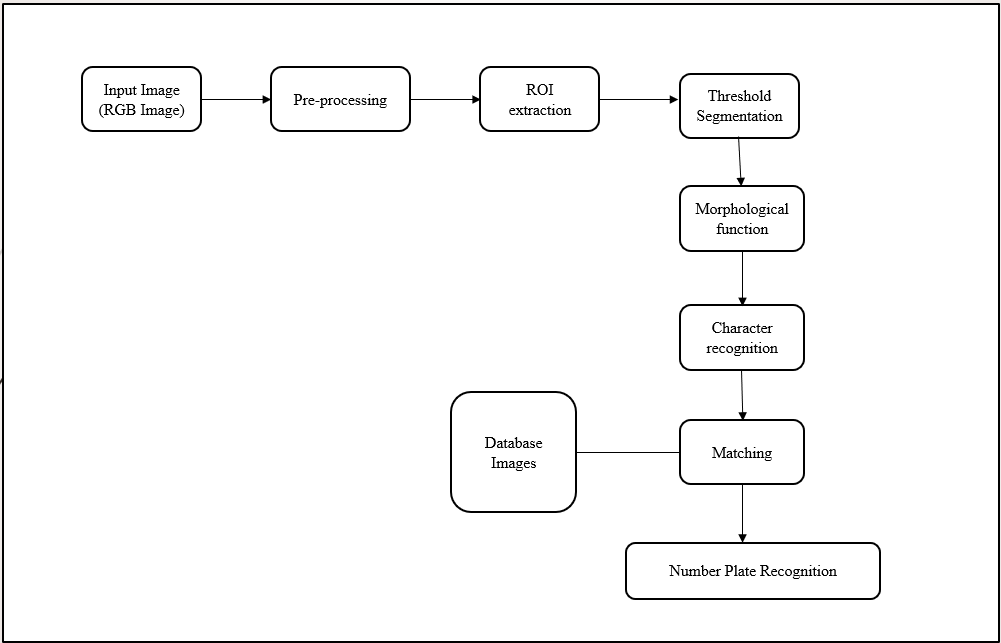 Input Image
(RGB Image)
Pre-processing
ROI
extraction
Threshold
Segmentation
Morphological
function
Character
recognition
Database
Images
Matching
Number Plate Recognition